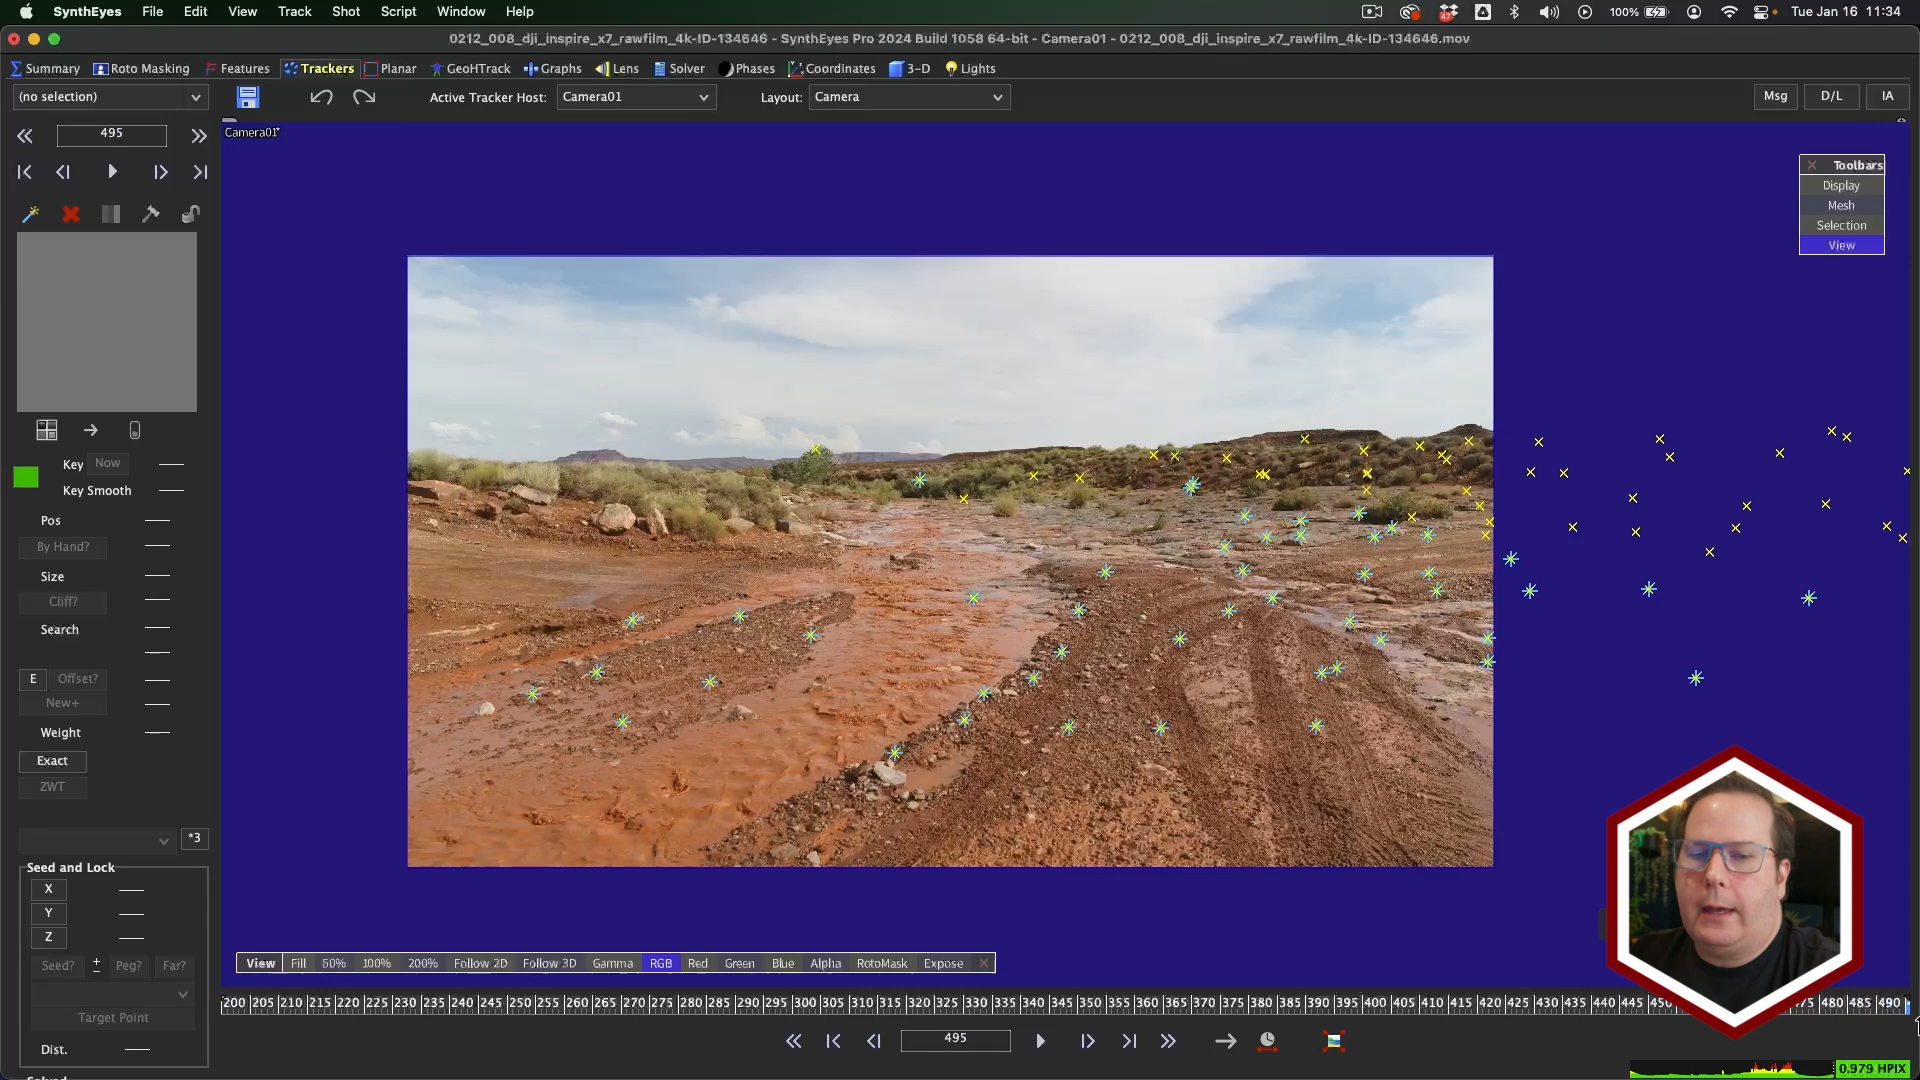 SynthEyes File Edit View Track Shot Script Window Help 47 100% Tue Jan 16 11:34
0212_008_dji_inspire_x7_rawfilm_4k-ID-134646 - SynthEyes Pro 2024 Build 1058 64-bit - Camera01 - 0212_008_dji_inspire_x7_rawfilm_4k-ID-134646.mov
Summary Roto Masking Features Trackers Planar GeoHTrack Graphs Lens Solver Phases Coordinates 3-D Lights
(no selection) Active Tracker Host: Camera01 Layout: Camera Msg D/L IA
495
Camera01*
Toolbars
Display
Mesh
Selection
View
Key Now
Key Smooth
Pos
By Hand?
Size
Cliff?
Search
E Offset?
New+
Weight
Exact
ZWT
*3
Seed and Lock
X
Y
Z
Seed? Peg? Far?
Target Point
Dist.
View Fill 50% 100% 200% Follow 2D Follow 3D Gamma RGB Red Green Blue Alpha RotoMask Expose
200 205 210 215 220 225 230 235 240 245 250 255 260 265 270 275 280 285 290 295 300 305 310 315 320 325 330 335 340 345 350 355 360 365 370 375 380 385 390 395 400 405 410 415 420 425 430 435 440 445 480 485 490
495
0.979 HPIX